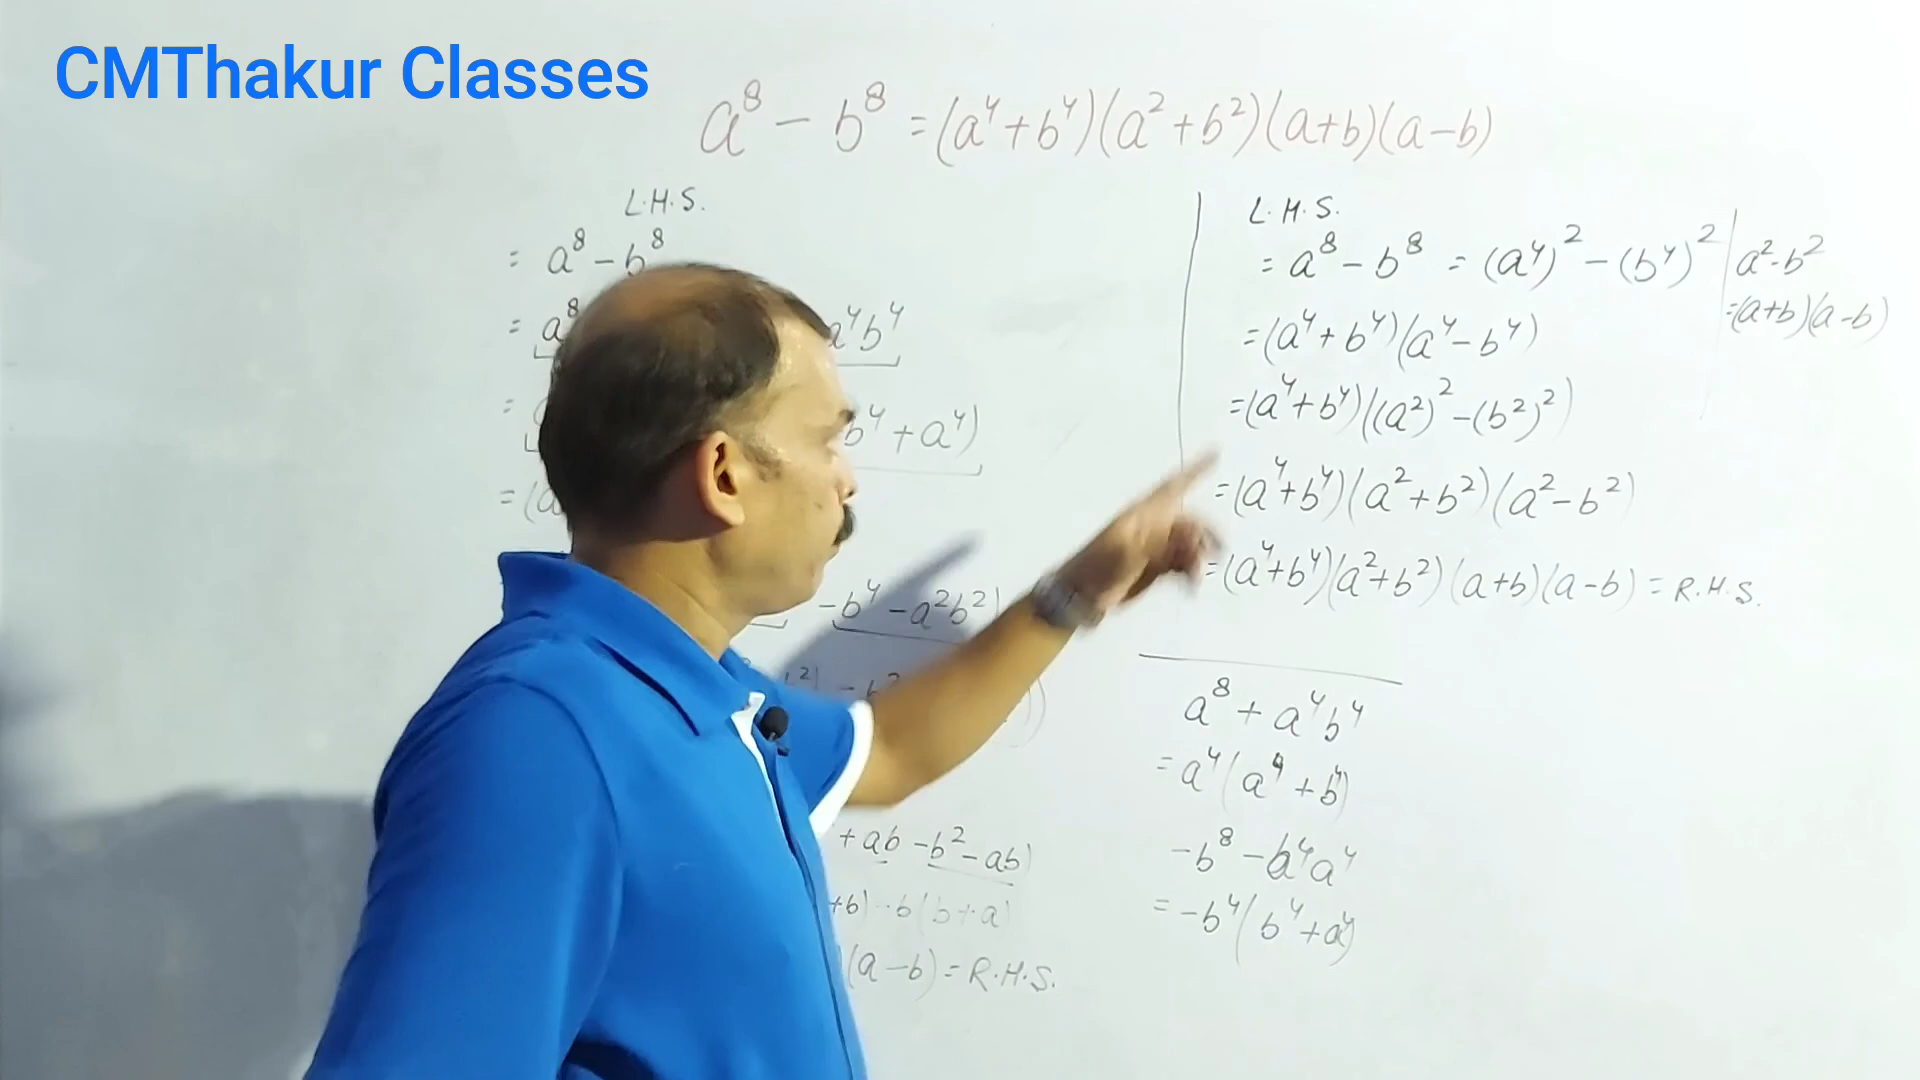 CMThakur Classes
a⁸ - b⁸ = (a⁴+b⁴)(a²+b²)(a+b)(a-b)
L.H.S.
= a⁸ - b⁸
= a⁸ a⁴b⁴
= b⁴ + a⁴)
= (a
-b⁴ - a²b²)
+ ab - b² - ab)
+b) - b(b+a)
(a-b) = R.H.S.
L.H.S.
= a⁸ - b⁸ = (a⁴)² - (b⁴)²
= (a⁴+b⁴)(a⁴-b⁴)
= (a⁴+b⁴)((a²)²-(b²)²)
= (a⁴+b⁴)(a²+b²)(a²-b²)
= (a⁴+b⁴)(a²+b²)(a+b)(a-b) = R.H.S.
a²-b²
=(a+b)(a-b)
a⁸ + a⁴b⁴
= a⁴(a⁴ + b⁴)
-b⁸ - b⁴a⁴
= -b⁴(b⁴+a⁴)